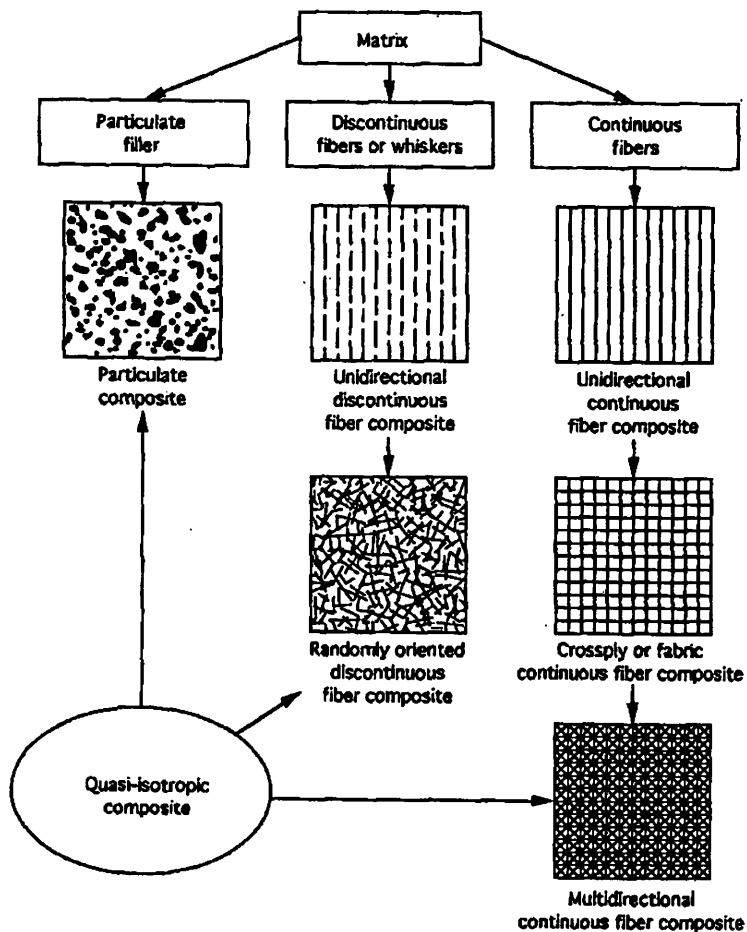 Matrix
Particulate
filler
Discontinuous
fibers or whiskers
Continuous
fibers
Particulate
composite
Unidirectional
discontinuous
fiber composite
Unidirectional
continuous
fiber composite
Randomly oriented
discontinuous
fiber composite
Crossply or fabric
continuous fiber composite
Quasi-isotropic
composite
Multidirectional
continuous fiber composite